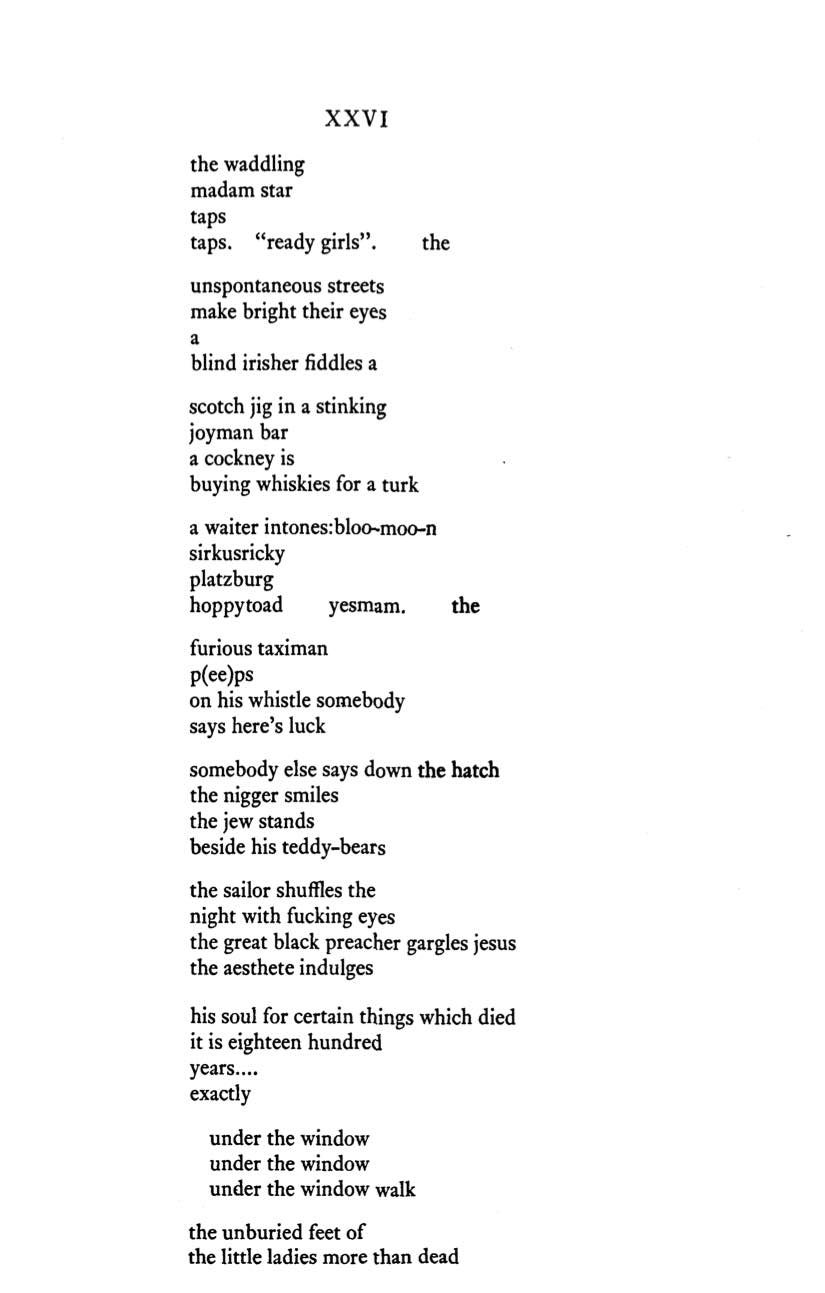 XXVI
the waddling
madam star
taps
taps. “ready girls”. the
unspontaneous streets
make bright their eyes
a
blind irisher fiddles a
scotch jig in a stinking
joyman bar
a cockney is
buying whiskies for a turk
a waiter intones:bloo~moo-n
sirkusricky
platzburg
hoppytoad yesmam. the
furious taximan
p(ee)ps
on his whistle somebody
says here’s luck
somebody else says down the hatch
the nigger smiles
the jew stands
beside his teddy-bears
the sailor shuffles the
night with fucking eyes
the great black preacher gargles jesus
the aesthete indulges
his soul for certain things which died
it is eighteen hundred
years....
exactly
under the window
under the window
under the window walk
the unburied feet of
the little ladies more than dead